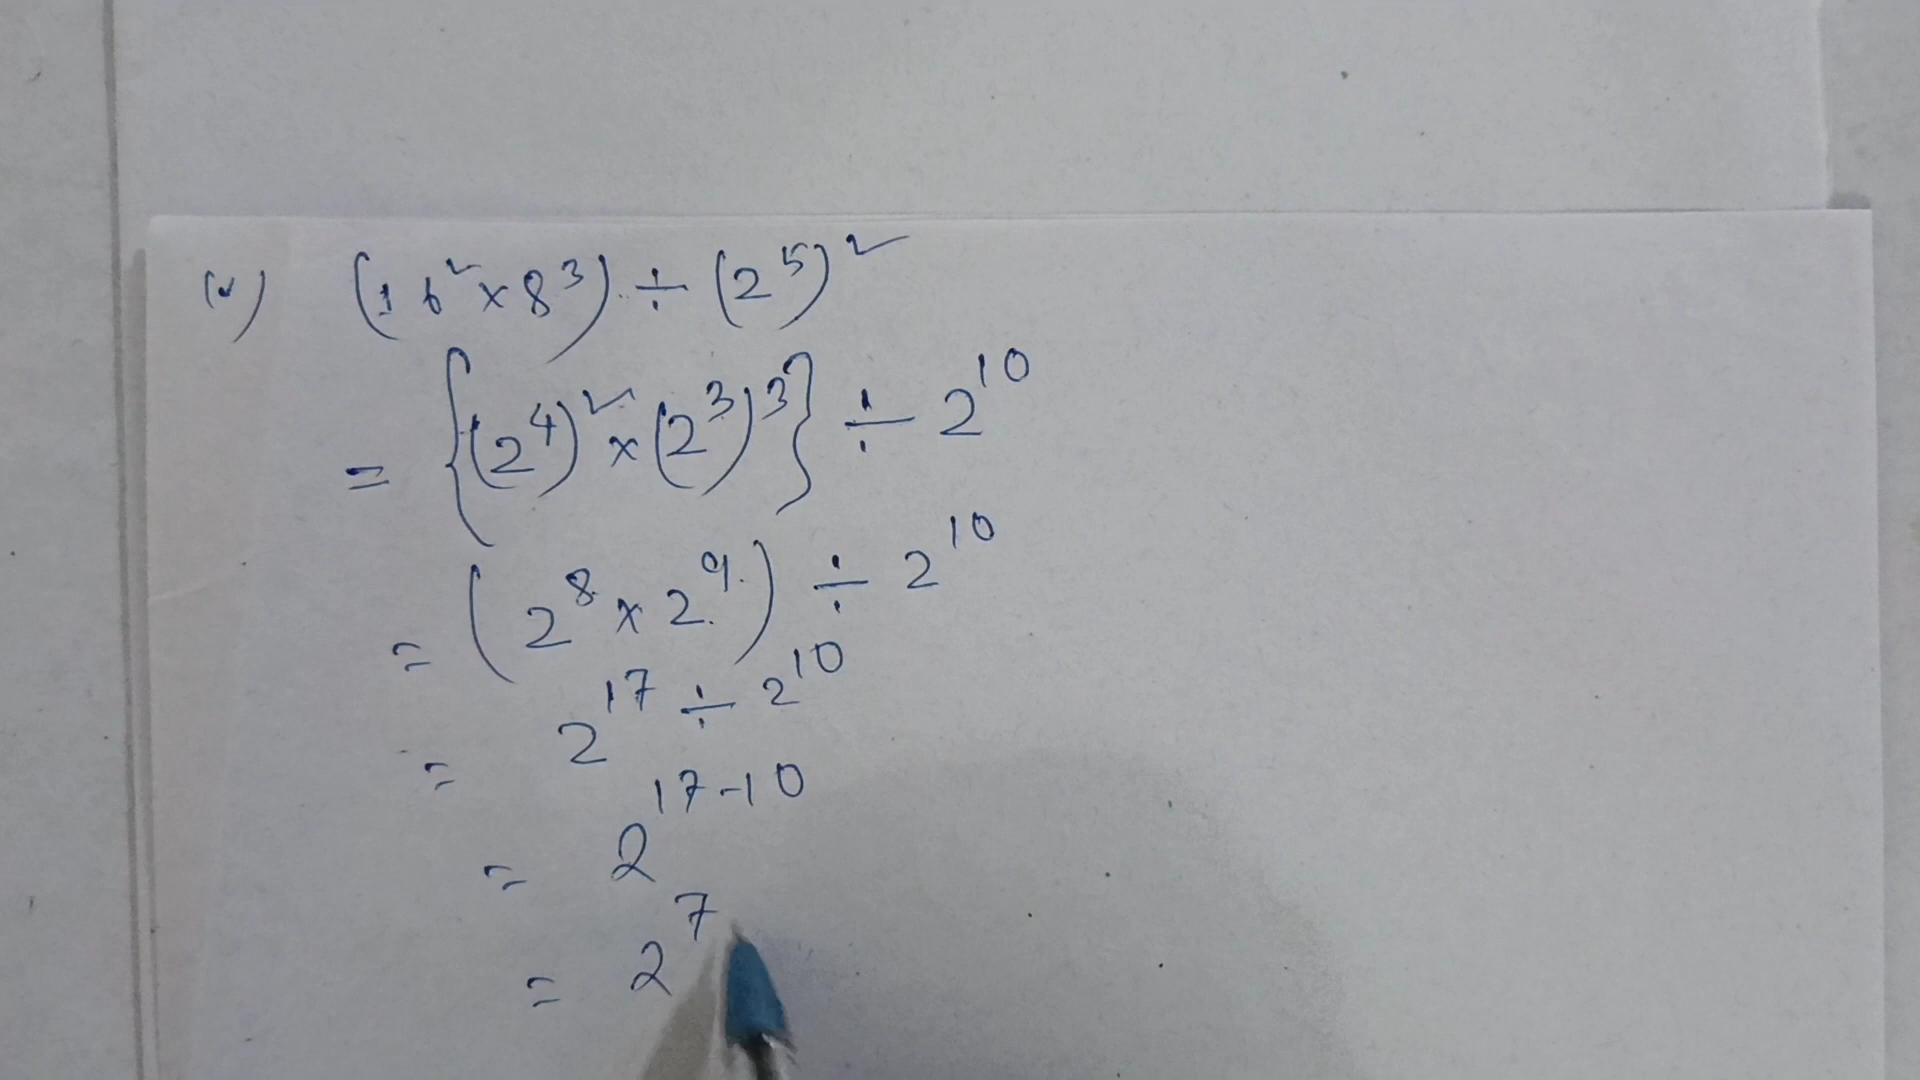 (v) (16² × 8³) ÷ (2⁵)²
= {(2⁴)² × (2³)³} ÷ 2¹⁰
= (2⁸ × 2⁹) ÷ 2¹⁰
= 2¹⁷ ÷ 2¹⁰
= 2¹⁷⁻¹⁰
= 2⁷